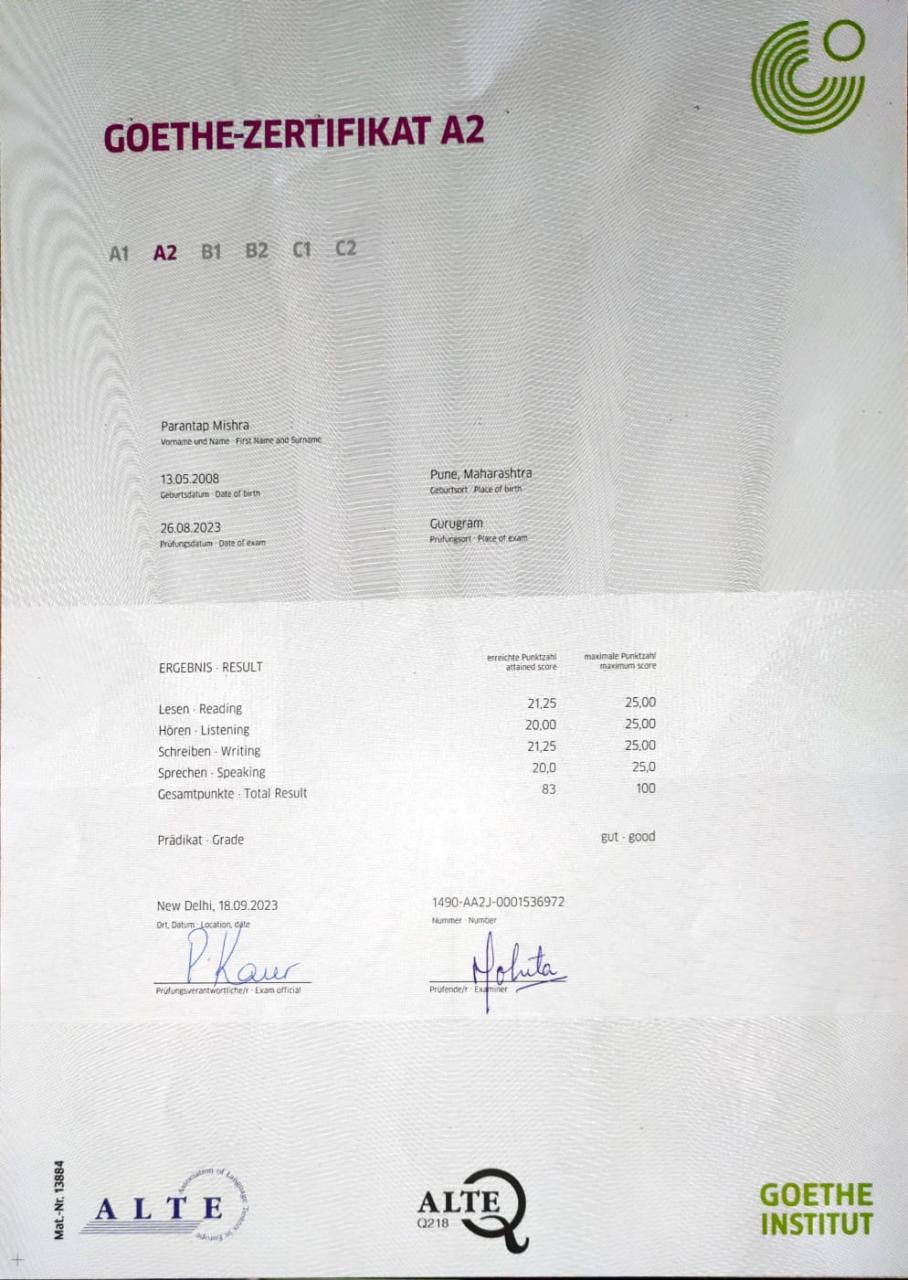 GOETHE-ZERTIFIKAT A2
A1 A2 B1 B2 C1 C2
Parantap Mishra
Vorname und Name · First Name and Surname
13.05.2008
Geburtsdatum · Date of birth
Pune, Maharashtra
Geburtsort · Place of birth
26.08.2023
Prüfungsdatum · Date of exam
Gurugram
Prüfungsort · Place of exam
ERGEBNIS · RESULT
erreichte Punktzahl
attained score
maximale Punktzahl
maximum score
Lesen · Reading 21,25 25,00
Hören · Listening 20,00 25,00
Schreiben · Writing 21,25 25,00
Sprechen · Speaking 20,0 25,0
Gesamtpunkte · Total Result 83 100
Prädikat · Grade gut · good
New Delhi, 18.09.2023
Ort, Datum · Location, date
1490-AA2J-0001536972
Nummer · Number
P. Kaur
Prüfungsverantwortliche/r · Exam official
Mohita
Prüfende/r · Examiner
Mat.-Nr. 13884
ALTE
Association of Language Testers in Europe
ALTE
Q218
GOETHE
INSTITUT